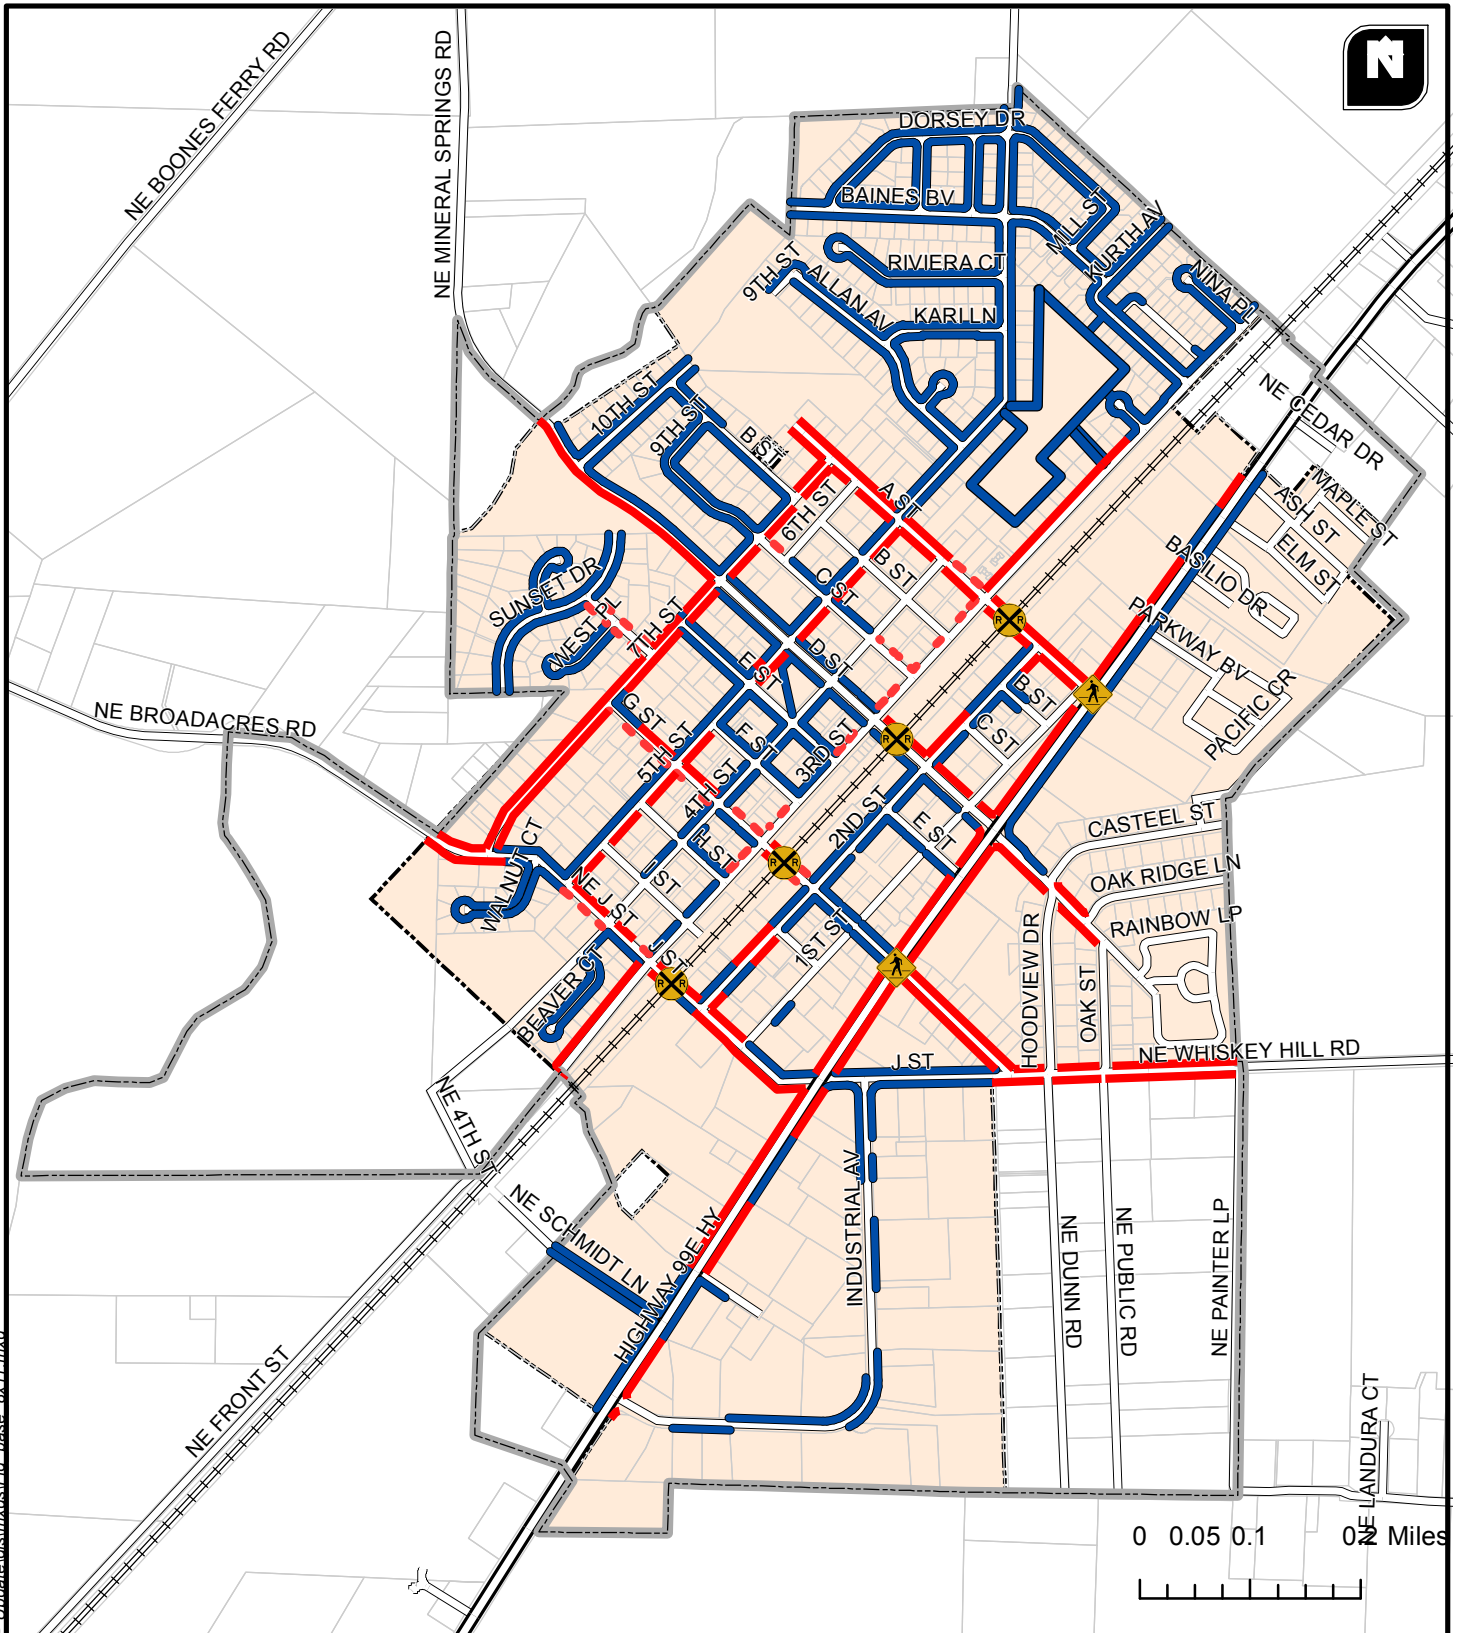 NE BOONES FERRY RD
NE MINERAL SPRINGS RD
N
DORSEY DR
BAINES BV
MILL ST
KURTH AV
RIVIERA CT
9TH ST
ALLAN AV
KARI LN
NINA PL
10TH ST
9TH ST
B ST
NE CEDAR DR
MAPLE ST
ASH ST
ELM ST
A ST
6TH ST
B ST
C ST
BASILIO DR
SUNSET DR
WEST PL
7TH ST
PARKWAY BV
D ST
E ST
B ST
PACIFIC CR
NE BROADACRES RD
G ST
F ST
C ST
5TH ST
3RD ST
4TH ST
R R
R R
2ND ST
E ST
CASTEEL ST
WALNUT CT
H ST
R R
OAK RIDGE LN
NE J ST
I ST
RAINBOW LP
1ST ST
J ST
R R
HOODVIEW DR
OAK ST
BEAVER CT
J ST
NE WHISKEY HILL RD
NE 4TH ST
INDUSTRIAL AV
NE SCHMIDT LN
HIGHWAY 99E HY
NE DUNN RD
NE PUBLIC RD
NE PAINTER LP
NE FRONT ST
NE LANDURA CT
0 0.05 0.1 0.2 Miles